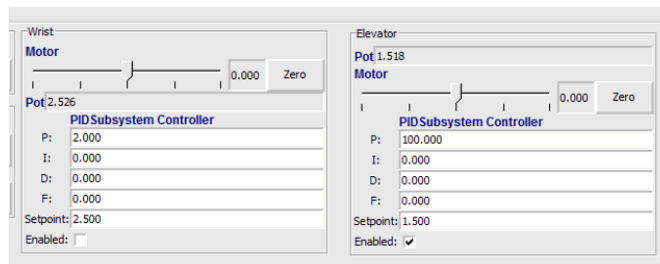 Wrist
Motor
0.000 Zero
Pot 2.526
PIDSubsystem Controller
P: 2.000
I: 0.000
D: 0.000
F: 0.000
Setpoint: 2.500
Enabled:
Elevator
Pot 1.518
Motor
0.000 Zero
PIDSubsystem Controller
P: 100.000
I: 0.000
D: 0.000
F: 0.000
Setpoint: 1.500
Enabled: